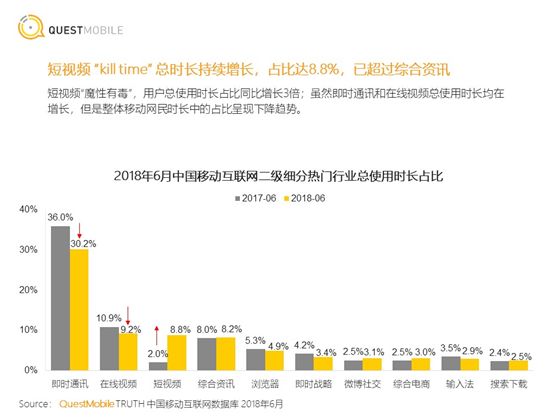 QUESTMOBILE
短视频 “kill time” 总时长持续增长，占比达8.8%，已超过综合资讯
短视频“魔性有毒”，用户总使用时长占比同比增长3倍；虽然即时通讯和在线视频总使用时长均在
增长，但是整体移动网民时长中的占比呈现下降趋势。
2018年6月中国移动互联网二级细分热门行业总使用时长占比
2017-06 2018-06
40%
30%
20%
10%
0%
36.0% 30.2% 10.9% 9.2% 2.0% 8.8% 8.0% 8.2% 5.3% 4.9% 4.2% 3.4% 2.5% 3.1% 2.5% 3.0% 3.5% 2.9% 2.4% 2.5%
即时通讯 在线视频 短视频 综合资讯 浏览器 即时战略 微博社交 综合电商 输入法 搜索下载
Source： QuestMobile TRUTH 中国移动互联网数据库 2018年6月